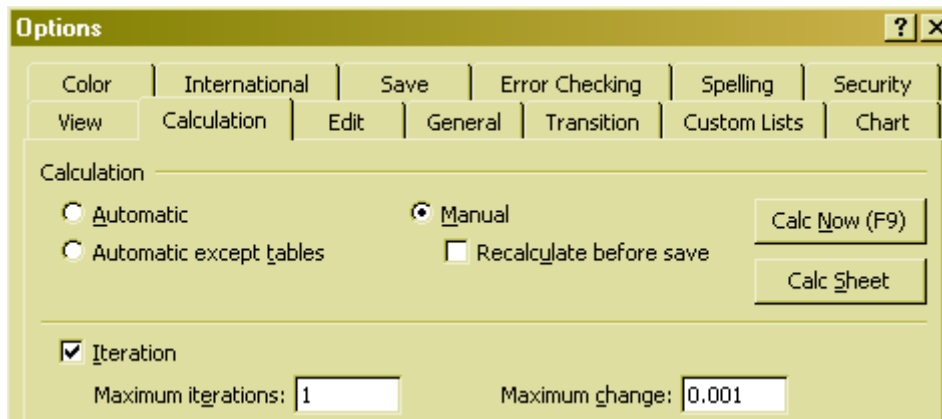 Options
Color International Save Error Checking Spelling Security
View Calculation Edit General Transition Custom Lists Chart
Calculation
Automatic Manual Calc Now (F9)
Automatic except tables Recalculate before save
Calc Sheet
Iteration
Maximum iterations: 1 Maximum change: 0.001